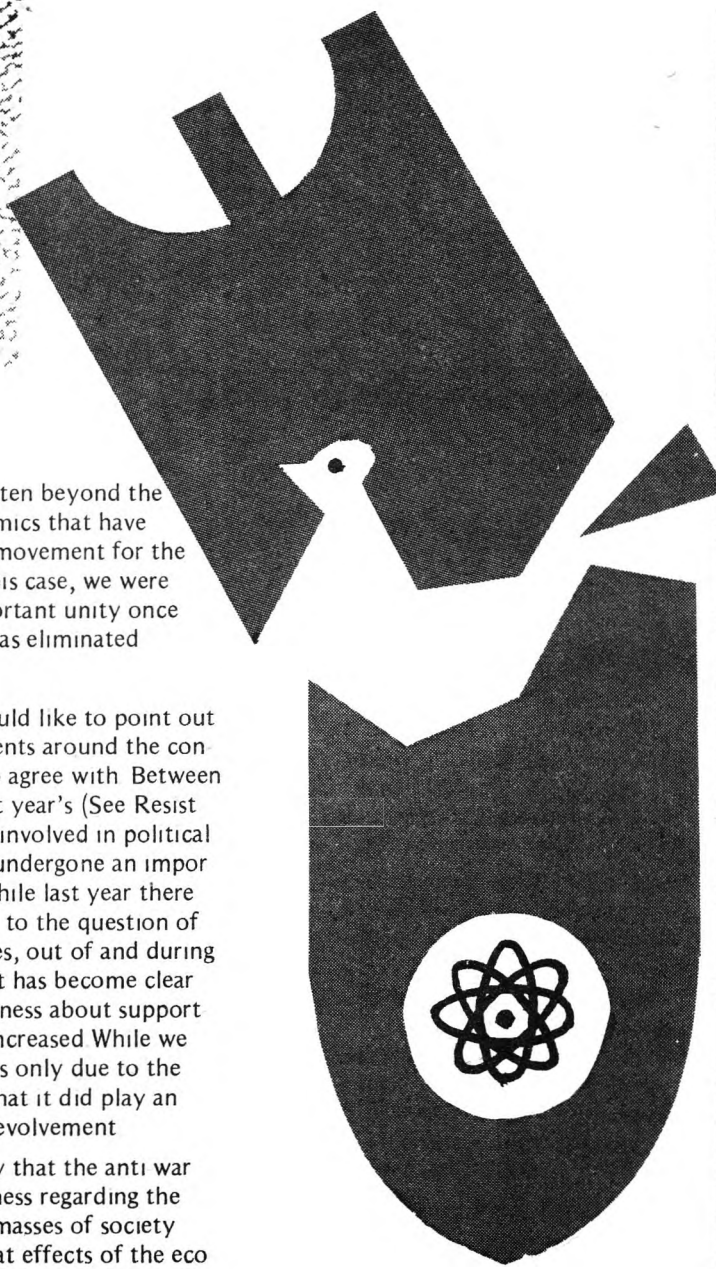 ten beyond the
mics that have
movement for the
is case, we were
ortant unity once
as eliminated
uld like to point out
ents around the con
agree with Between
t year's (See Resist
involved in political
undergone an impor
hile last year there
to the question of
es, out of and during
t has become clear
ness about support
ncreased While we
s only due to the
hat it did play an
evolvement
y that the anti war
ness regarding the
masses of society
at effects of the eco